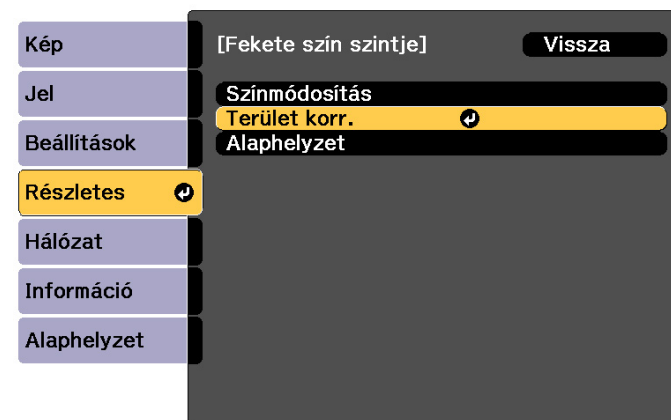 Kép
Jel
Beállítások
Részletes
Hálózat
Információ
Alaphelyzet
[Fekete szín szintje]
Vissza
Színmódosítás
Terület korr.
Alaphelyzet